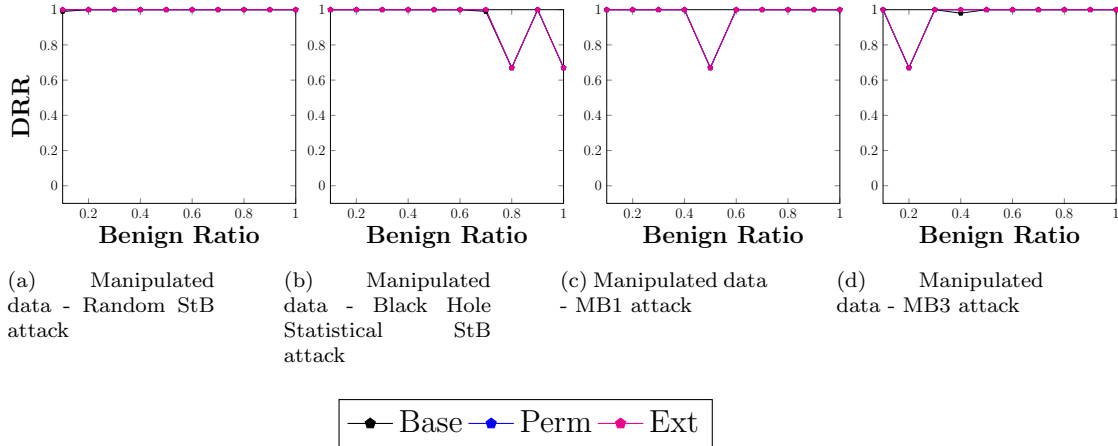 1
0.8
0.6
0.4
0.2
0
0.2
0.4
0.6
0.8
1
DRR
Benign Ratio
1
0.8
0.6
0.4
0.2
0
0.2
0.4
0.6
0.8
1
Benign Ratio
1
0.8
0.6
0.4
0.2
0
0.2
0.4
0.6
0.8
1
Benign Ratio
1
0.8
0.6
0.4
0.2
0
0.2
0.4
0.6
0.8
1
Benign Ratio
(a) Manipulated
data - Random StB
attack
(b) Manipulated
data - Black Hole
Statistical StB
attack
(c) Manipulated data
- MB1 attack
(d) Manipulated
data - MB3 attack
Base Perm Ext